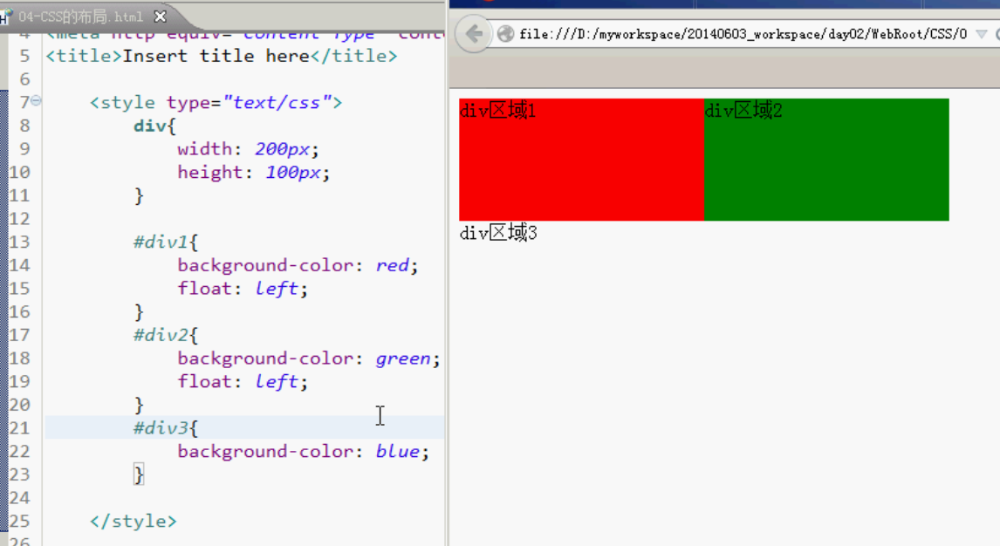 04-CSS的布局.html
file:///D:/myworkspace/20140603_workspace/day02/WebRoot/CSS/0
4 <meta http-equiv="Content-Type" cont
5 <title>Insert title here</title>
6
7 <style type="text/css">
8 div{
9 width: 200px;
10 height: 100px;
11 }
12
13 #div1{
14 background-color: red;
15 float: left;
16 }
17 #div2{
18 background-color: green;
19 float: left;
20 }
21 #div3{
22 background-color: blue;
23 }
24
25 </style>
26
div区域1
div区域2
div区域3